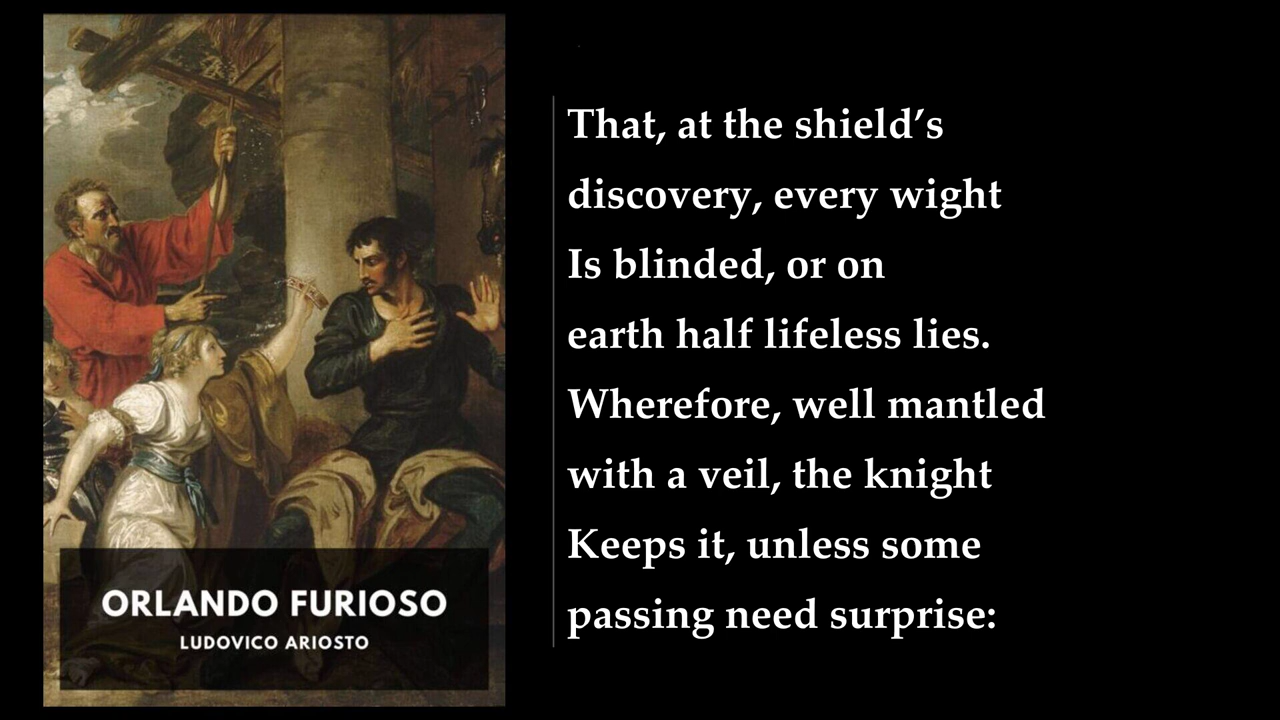 ORLANDO FURIOSO
LUDOVICO ARIOSTO
That, at the shield’s
discovery, every wight
Is blinded, or on
earth half lifeless lies.
Wherefore, well mantled
with a veil, the knight
Keeps it, unless some
passing need surprise: